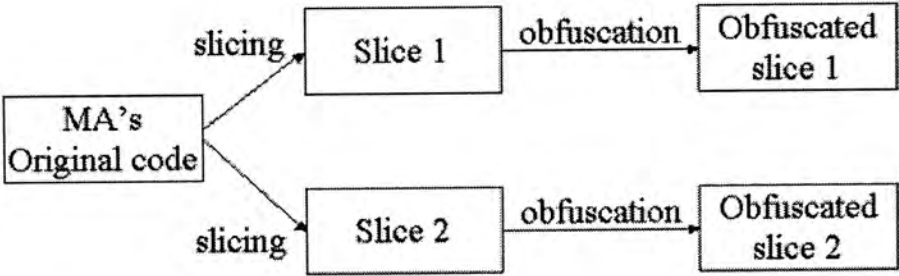 slicing
Slice 1
obfuscation
Obfuscated
slice 1
MA's
Original code
slicing
Slice 2
obfuscation
Obfuscated
slice 2